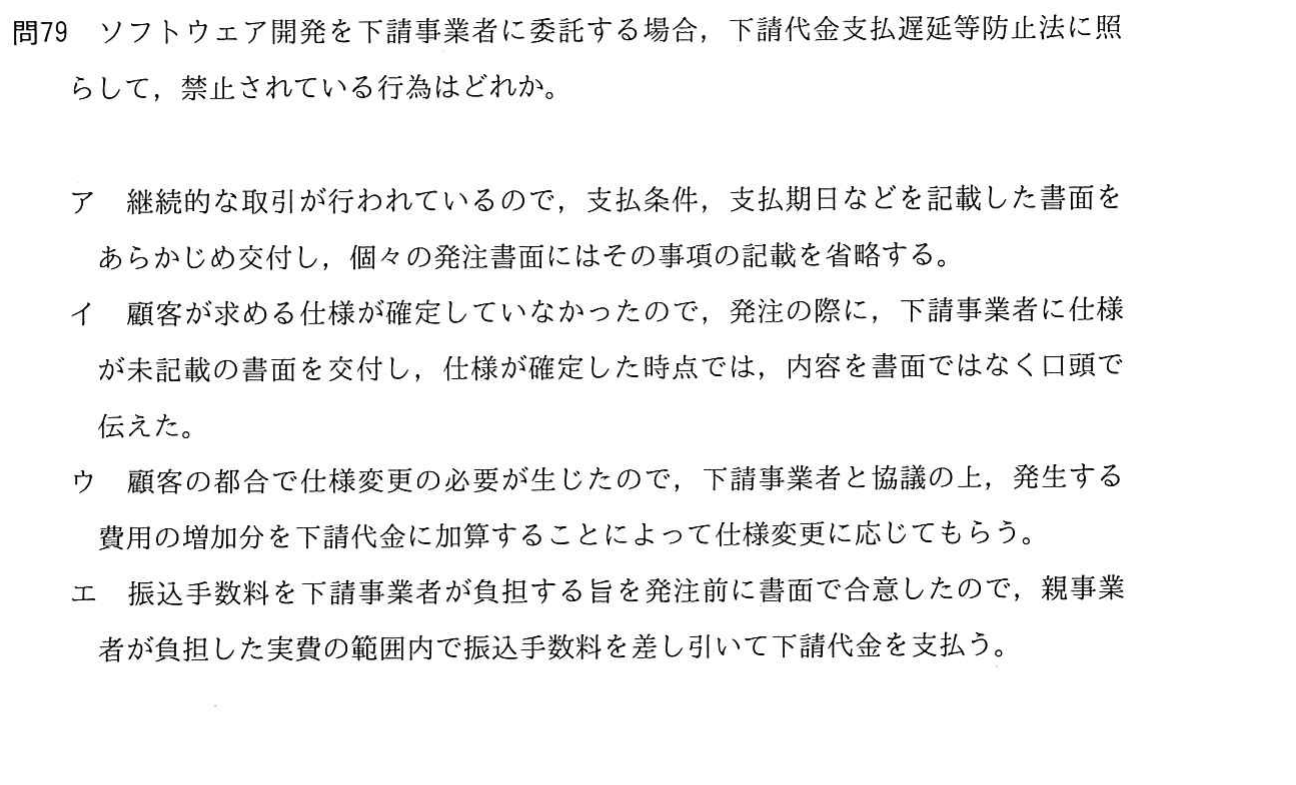 問79　ソフトウェア開発を下請事業者に委託する場合，下請代金支払遅延等防止法に照
らして，禁止されている行為はどれか。
ア　継続的な取引が行われているので，支払条件，支払期日などを記載した書面を
あらかじめ交付し，個々の発注書面にはその事項の記載を省略する。
イ　顧客が求める仕様が確定していなかったので，発注の際に，下請事業者に仕様
が未記載の書面を交付し，仕様が確定した時点では，内容を書面ではなく口頭で
伝えた。
ウ　顧客の都合で仕様変更の必要が生じたので，下請事業者と協議の上，発生する
費用の増加分を下請代金に加算することによって仕様変更に応じてもらう。
エ　振込手数料を下請事業者が負担する旨を発注前に書面で合意したので，親事業
者が負担した実費の範囲内で振込手数料を差し引いて下請代金を支払う。